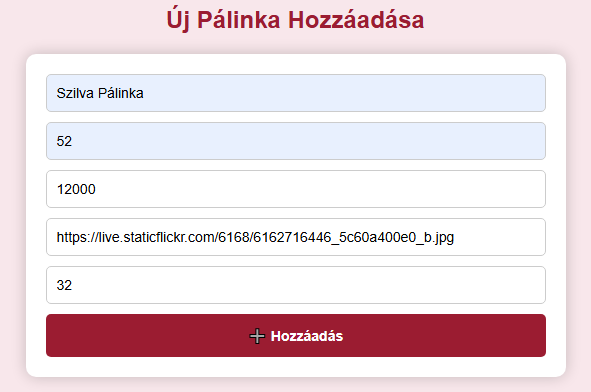 Új Pálinka Hozzáadása
Szilva Pálinka
52
12000
https://live.staticflickr.com/6168/6162716446_5c60a400e0_b.jpg
32
➕ Hozzáadás